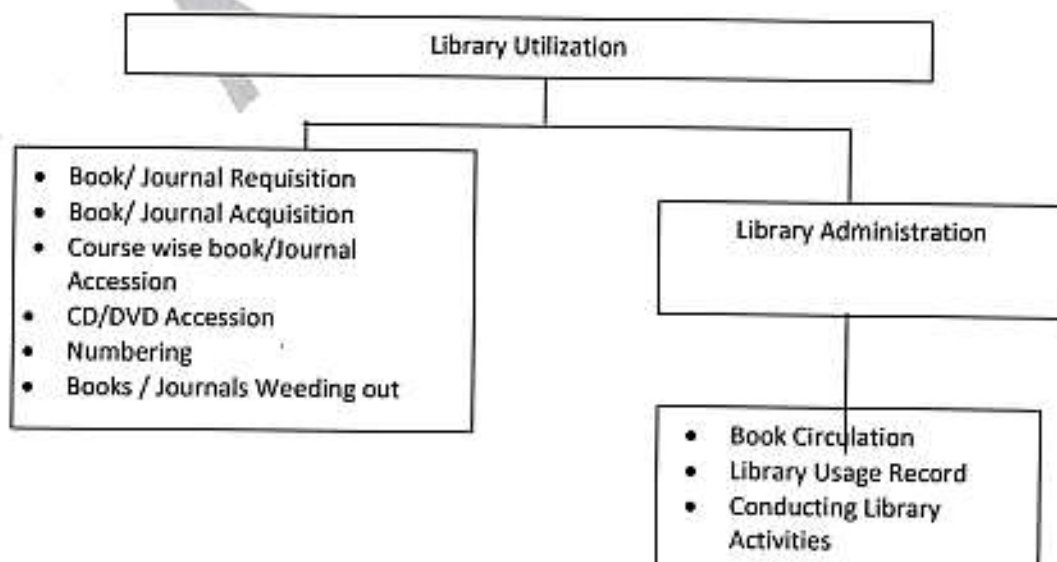 Library Utilization
• Book/ Journal Requisition
• Book/ Journal Acquisition
• Course wise book/Journal
Accession
• CD/DVD Accession
• Numbering
• Books / Journals Weeding out
Library Administration
• Book Circulation
• Library Usage Record
• Conducting Library
Activities